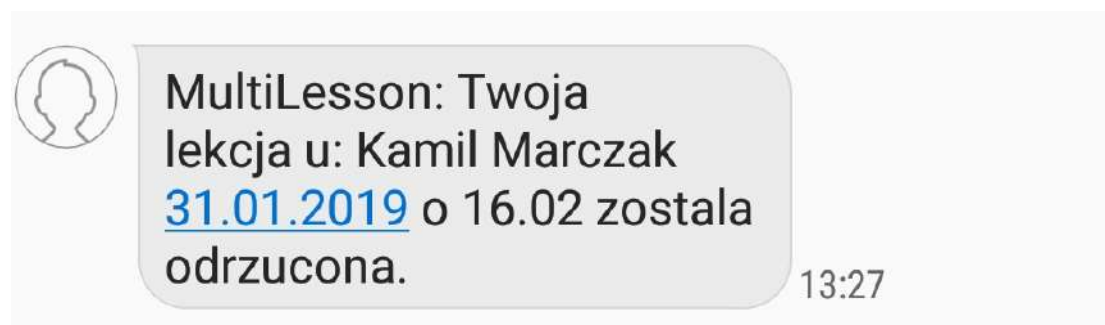 MultiLesson: Twoja
lekcja u: Kamil Marczak
31.01.2019 o 16.02 zostala
odrzucona.
13:27